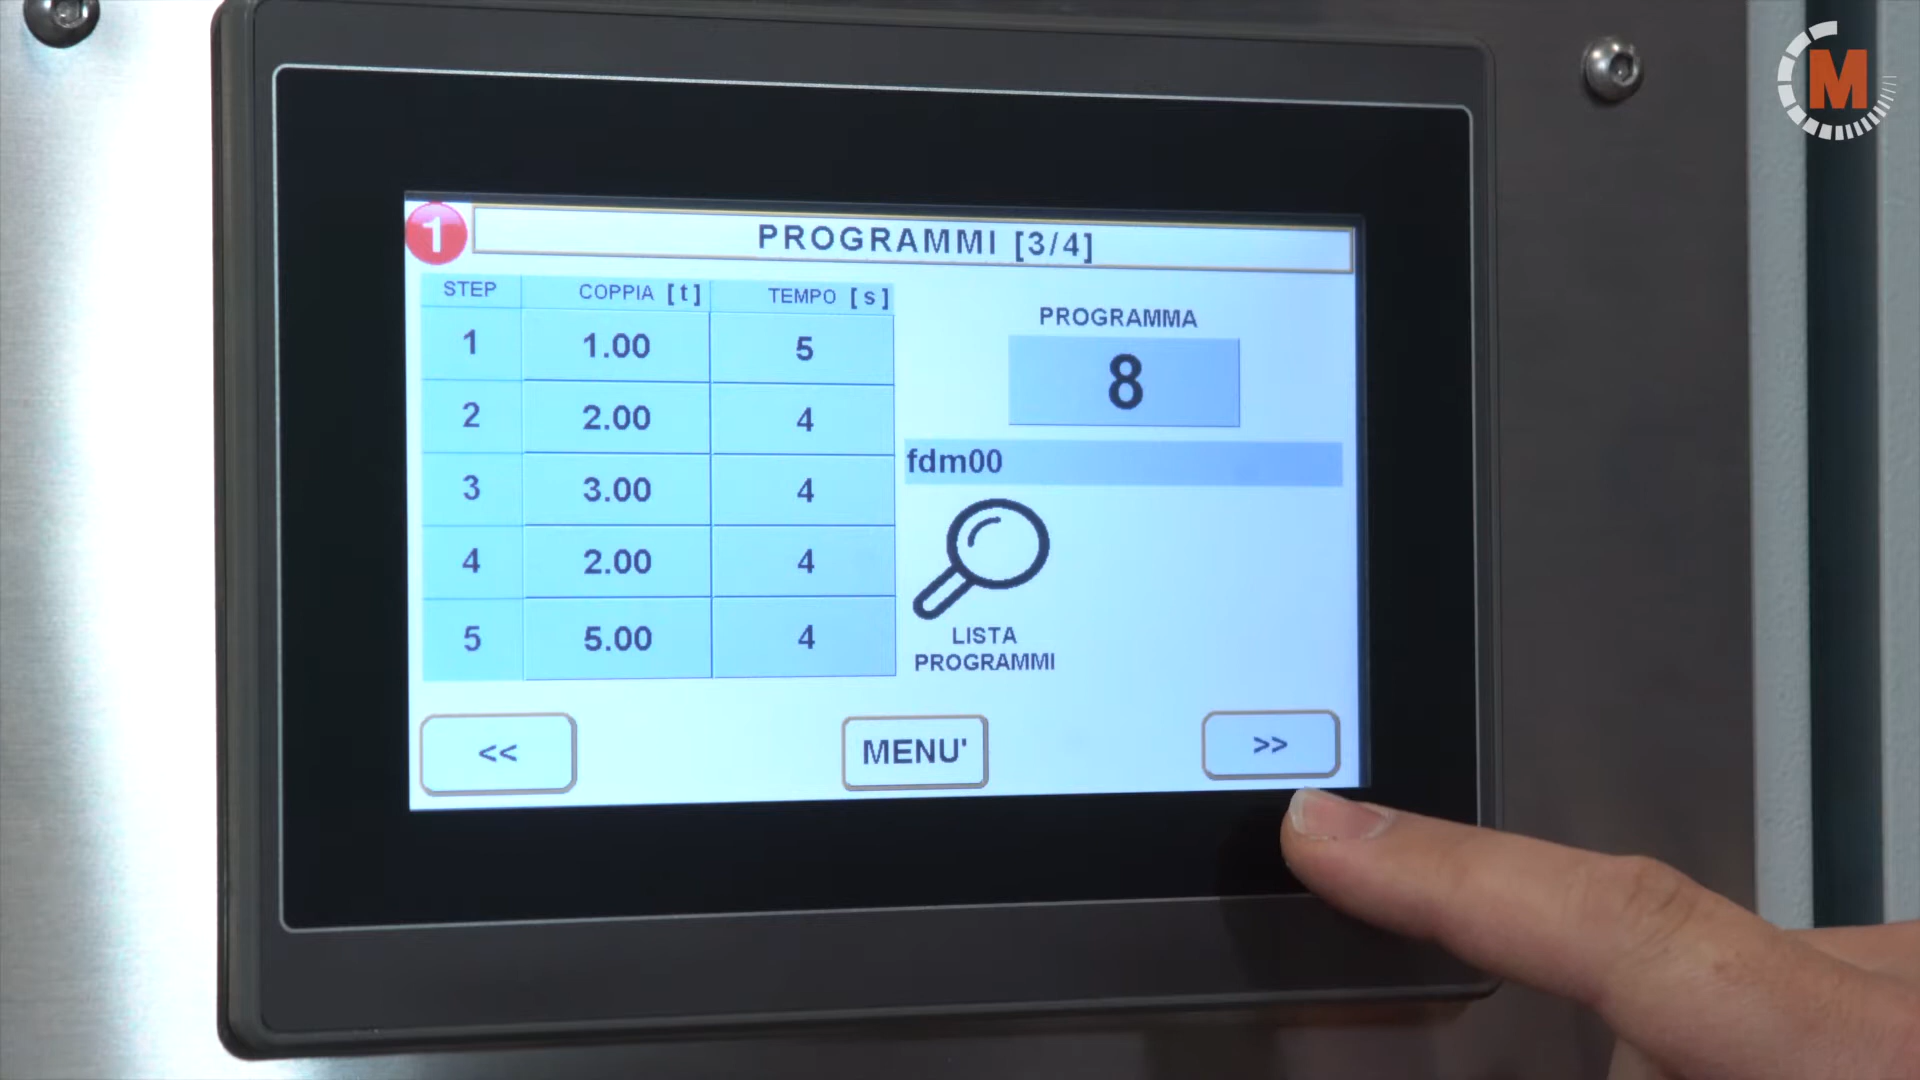 M
1
PROGRAMMI [3/4]
STEP COPPIA [t] TEMPO [s]
1 1.00 5
2 2.00 4
3 3.00 4
4 2.00 4
5 5.00 4
PROGRAMMA
8
fdm00
LISTA
PROGRAMMI
<< MENU' >>